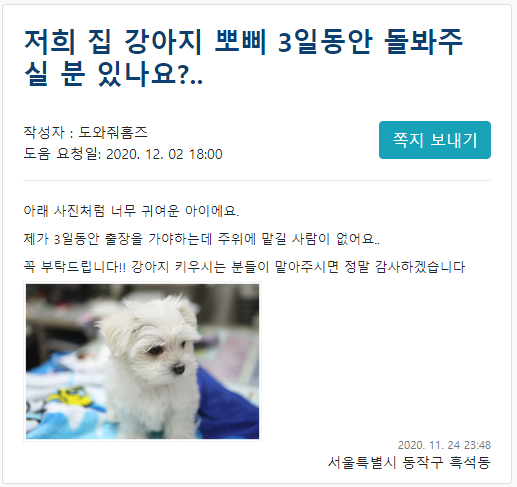 저희 집 강아지 뽀삐 3일동안 돌봐주
실 분 있나요?..
작성자 : 도와줘홈즈
도움 요청일: 2020. 12. 02 18:00
쪽지 보내기
아래 사진처럼 너무 귀여운 아이에요.
제가 3일동안 출장을 가야하는데 주위에 맡길 사람이 없어요..
꼭 부탁드립니다!! 강아지 키우시는 분들이 맡아주시면 정말 감사하겠습니다
2020. 11. 24 23:48
서울특별시 동작구 흑석동